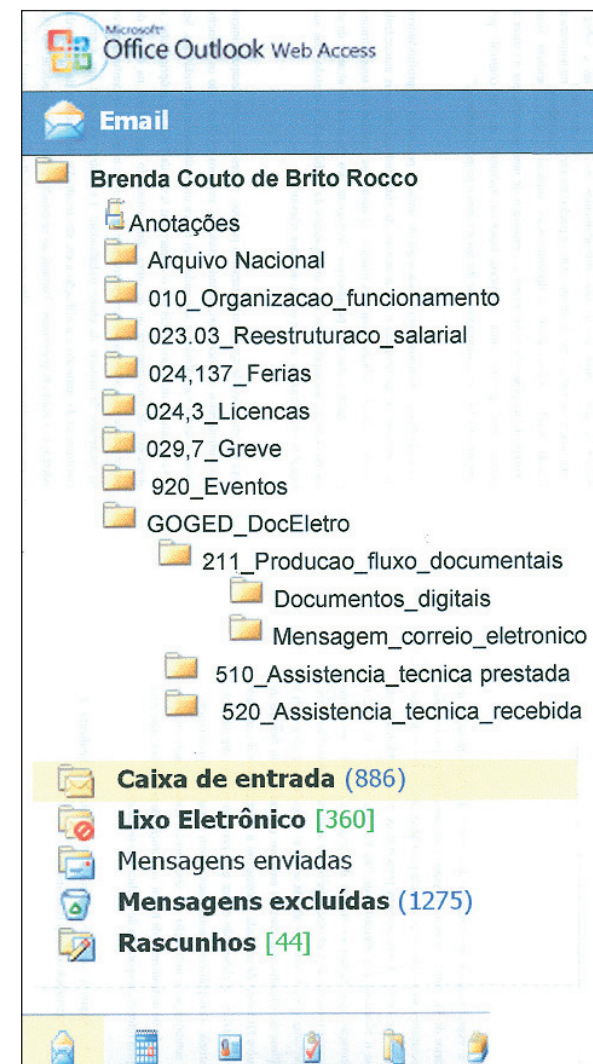 Microsoft
Office Outlook Web Access
Email
Brenda Couto de Brito Rocco
Anotações
Arquivo Nacional
010_Organizacao_funcionamento
023.03_Reestruturaco_salarial
024,137_Ferias
024,3_Licencas
029,7_Greve
920_Eventos
GOGED_DocEletro
211_Producao_fluxo_documentais
Documentos_digitais
Mensagem_correio_eletronico
510_Assistencia_tecnica prestada
520_Assistencia_tecnica_recebida
Caixa de entrada (886)
Lixo Eletrônico [360]
Mensagens enviadas
Mensagens excluídas (1275)
Rascunhos [44]